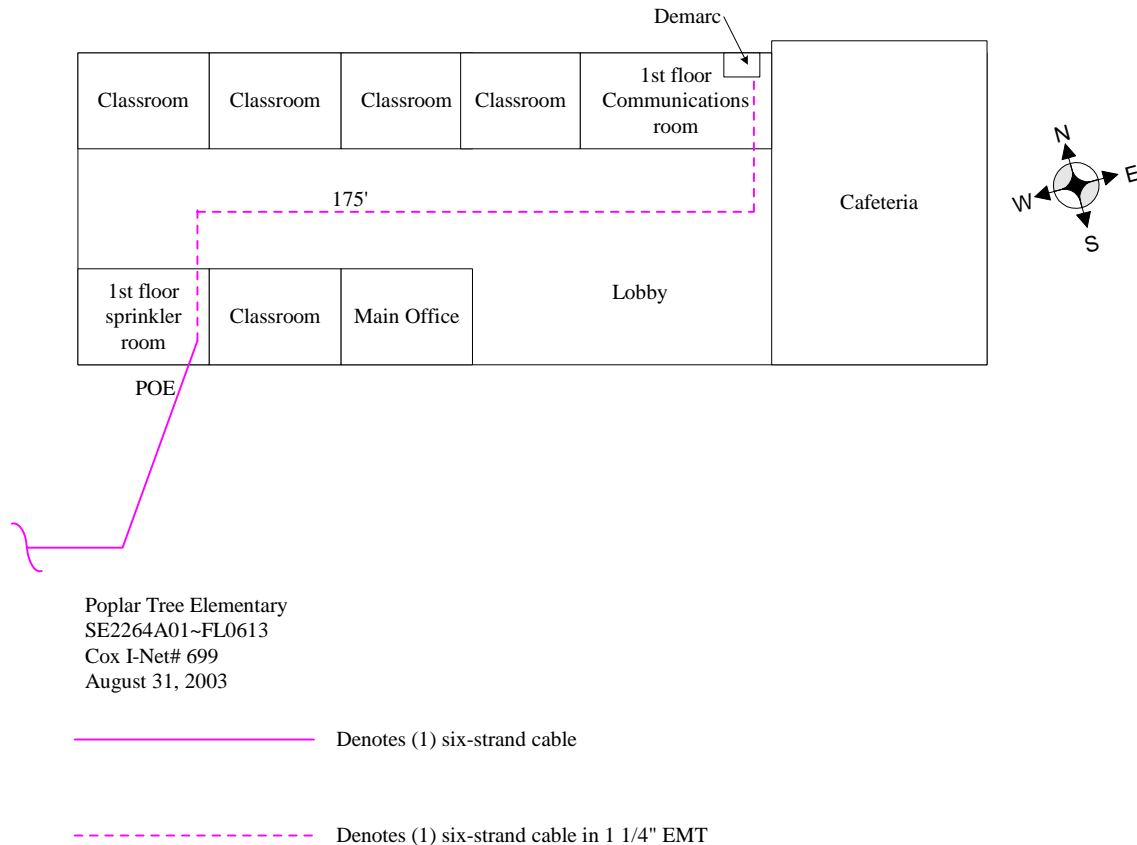 Demarc
Classroom
Classroom
Classroom
Classroom
1st floor
Communications
room
N
E
W
S
175'
Cafeteria
1st floor
sprinkler
room
Classroom
Main Office
Lobby
POE
Poplar Tree Elementary
SE2264A01~FL0613
Cox I-Net# 699
August 31, 2003
Denotes (1) six-strand cable
Denotes (1) six-strand cable in 1 1/4" EMT